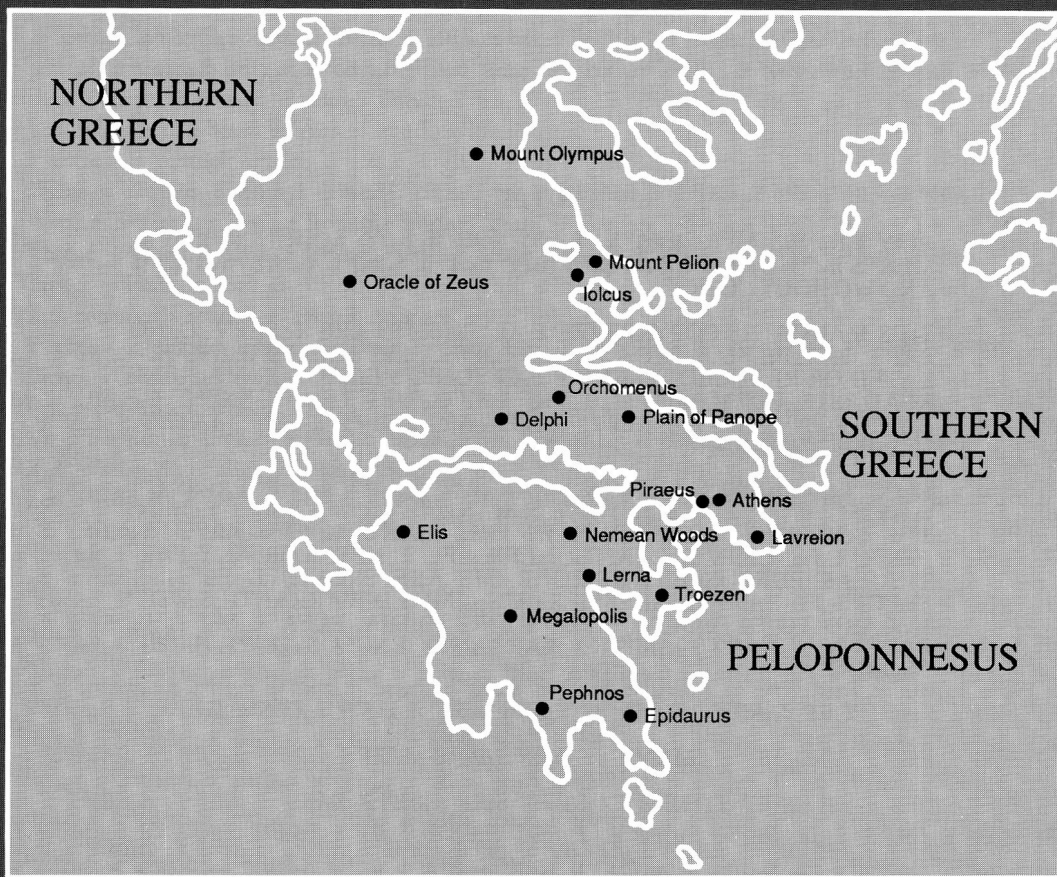 NORTHERN
GREECE
Mount Olympus
Mount Pelion
Oracle of Zeus
Iolcus
Orchomenus
Delphi
Plain of Panope
SOUTHERN
GREECE
Piraeus
Athens
Elis
Nemean Woods
Lavreion
Lerna
Troezen
Megalopolis
PELOPONNESUS
Pephnos
Epidaurus